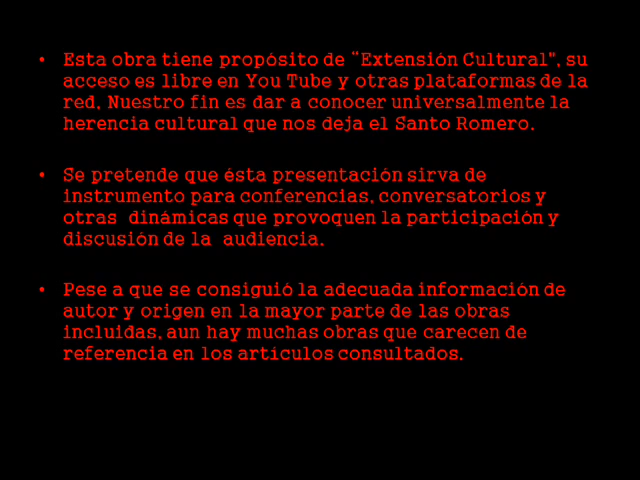 • Esta obra tiene propósito de “Extensión Cultural", su
acceso es libre en You Tube y otras plataformas de la
red, Nuestro fin es dar a conocer universalmente la
herencia cultural que nos deja el Santo Romero.
• Se pretende que ésta presentación sirva de
instrumento para conferencias, conversatorios y
otras dinámicas que provoquen la participación y
discusión de la audiencia.
• Pese a que se consiguió la adecuada información de
autor y origen en la mayor parte de las obras
incluidas, aun hay muchas obras que carecen de
referencia en los artículos consultados.